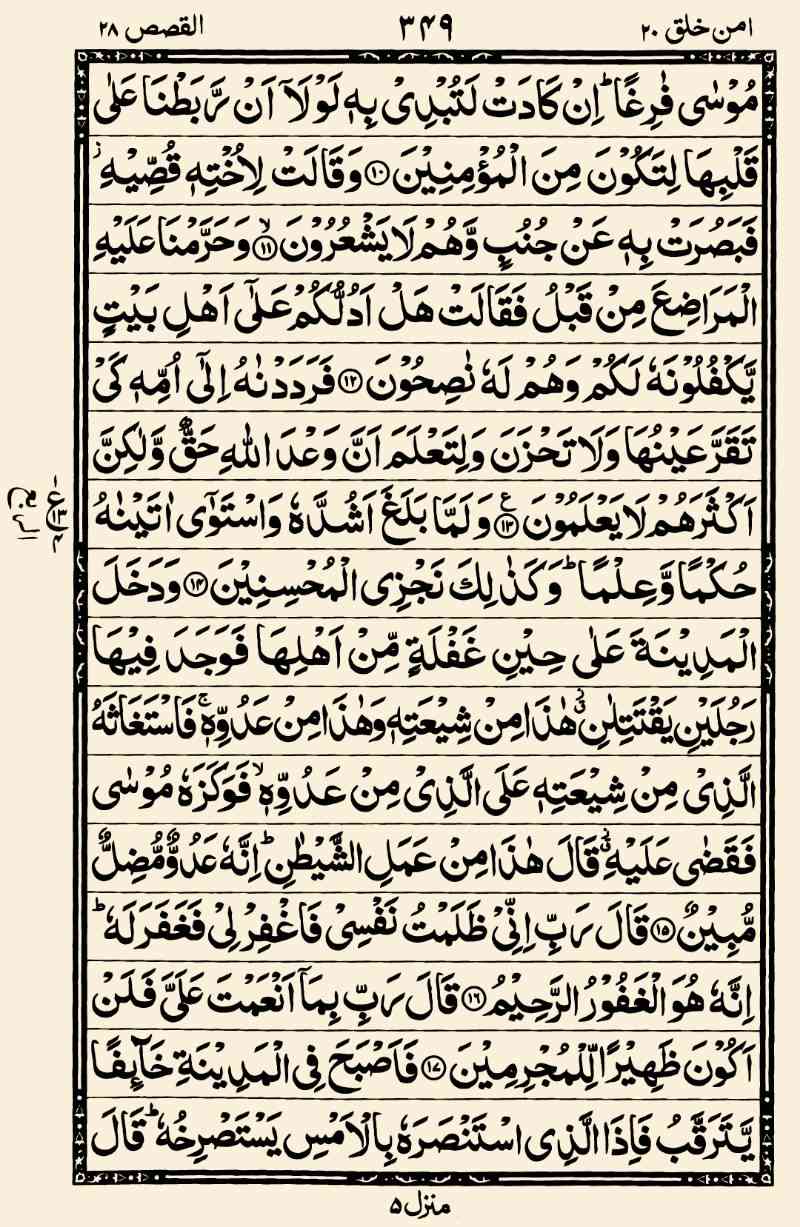 امن خلق ۲۰
۳۴۹
القصص ۲۸
مُوْسٰى فٰرِغًا ؕ اِنْ كَادَتْ لَتُبْدِىْ بِهٖ لَوْلَاۤ اَنْ رَّبَطْنَا عَلٰى
قَلْبِهَا لِتَكُوْنَ مِنَ الْمُؤْمِنِيْنَ ۱۰ وَقَالَتْ لِاُخْتِهٖ قُصِّيْهِ ۫
فَبَصُرَتْ بِهٖ عَنْ جُنُبٍ وَّهُمْ لَا يَشْعُرُوْنَ ۙ ۱۱ وَحَرَّمْنَا عَلَيْهِ
الْمَرَاضِعَ مِنْ قَبْلُ فَقَالَتْ هَلْ اَدُلُّكُمْ عَلٰٓى اَهْلِ بَيْتٍ
يَّكْفُلُوْنَهٗ لَكُمْ وَهُمْ لَهٗ نٰصِحُوْنَ ۱۲ فَرَدَدْنٰهُ اِلٰٓى اُمِّهٖ كَىْ
تَقَرَّ عَيْنُهَا وَلَا تَحْزَنَ وَلِتَعْلَمَ اَنَّ وَعْدَ اللّٰهِ حَقٌّ وَّلٰكِنَّ
اَكْثَرَهُمْ لَا يَعْلَمُوْنَ ۱۳ ع وَلَمَّا بَلَغَ اَشُدَّهٗ وَاسْتَوٰٓى اٰتَيْنٰهُ
حُكْمًا وَّعِلْمًا ؕ وَكَذٰلِكَ نَجْزِى الْمُحْسِنِيْنَ ۱۴ وَدَخَلَ
الْمَدِيْنَةَ عَلٰى حِيْنِ غَفْلَةٍ مِّنْ اَهْلِهَا فَوَجَدَ فِيْهَا
رَجُلَيْنِ يَقْتَتِلٰنِ ۫ هٰذَا مِنْ شِيْعَتِهٖ وَهٰذَا مِنْ عَدُوِّهٖ ۚ فَاسْتَغَاثَهُ
الَّذِىْ مِنْ شِيْعَتِهٖ عَلَى الَّذِىْ مِنْ عَدُوِّهٖ ۙ فَوَكَزَهٗ مُوْسٰى
فَقَضٰى عَلَيْهِ ۫ قَالَ هٰذَا مِنْ عَمَلِ الشَّيْطٰنِ ؕ اِنَّهٗ عَدُوٌّ مُّضِلٌّ
مُّبِيْنٌ ۱۵ قَالَ رَبِّ اِنِّىْ ظَلَمْتُ نَفْسِىْ فَاغْفِرْ لِىْ فَغَفَرَ لَهٗ ؕ
اِنَّهٗ هُوَ الْغَفُوْرُ الرَّحِيْمُ ۱۶ قَالَ رَبِّ بِمَاۤ اَنْعَمْتَ عَلَىَّ فَلَنْ
اَكُوْنَ ظَهِيْرًا لِّلْمُجْرِمِيْنَ ۱۷ فَاَصْبَحَ فِى الْمَدِيْنَةِ خَآئِفًا
يَّتَرَقَّبُ فَاِذَا الَّذِى اسْتَنْصَرَهٗ بِالْاَمْسِ يَسْتَصْرِخُهٗ ؕ قَالَ
منزل ۵